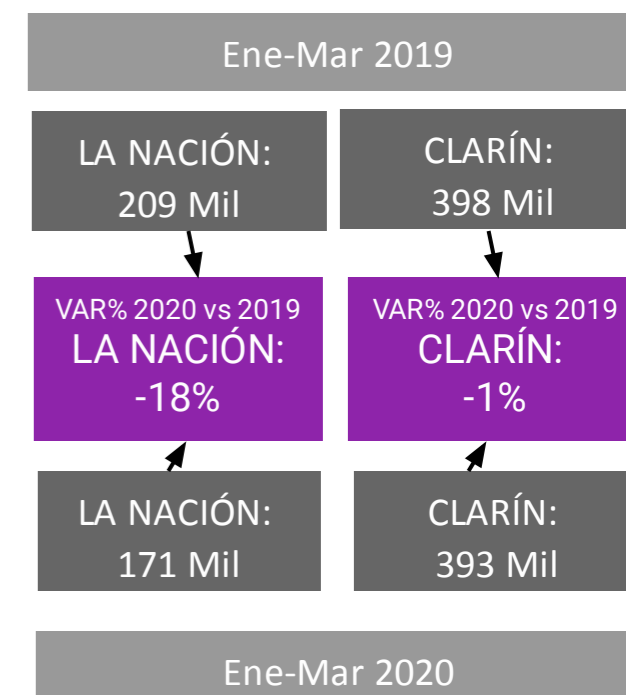 Ene-Mar 2019
LA NACIÓN:
209 Mil
CLARÍN:
398 Mil
VAR% 2020 vs 2019
LA NACIÓN:
-18%
VAR% 2020 vs 2019
CLARÍN:
-1%
LA NACIÓN:
171 Mil
CLARÍN:
393 Mil
Ene-Mar 2020